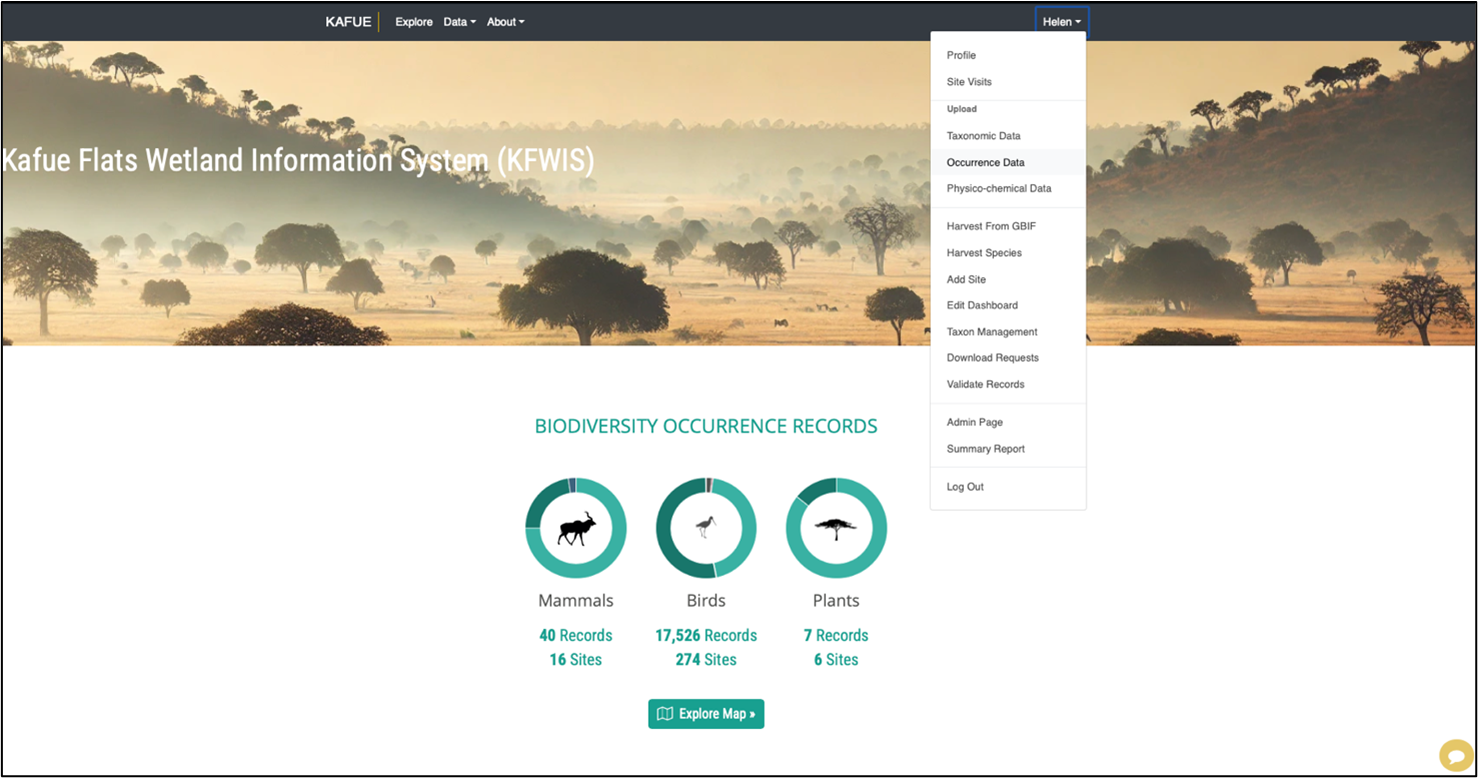 KAFUE Explore Data About Helen
Profile
Site Visits
Upload
Taxonomic Data
Occurrence Data
Physico-chemical Data
Harvest From GBIF
Harvest Species
Add Site
Edit Dashboard
Taxon Management
Download Requests
Validate Records
Admin Page
Summary Report
Log Out
Kafue Flats Wetland Information System (KFWIS)
BIODIVERSITY OCCURRENCE RECORDS
Mammals Birds Plants
40 Records 17,526 Records 7 Records
16 Sites 274 Sites 6 Sites
Explore Map »